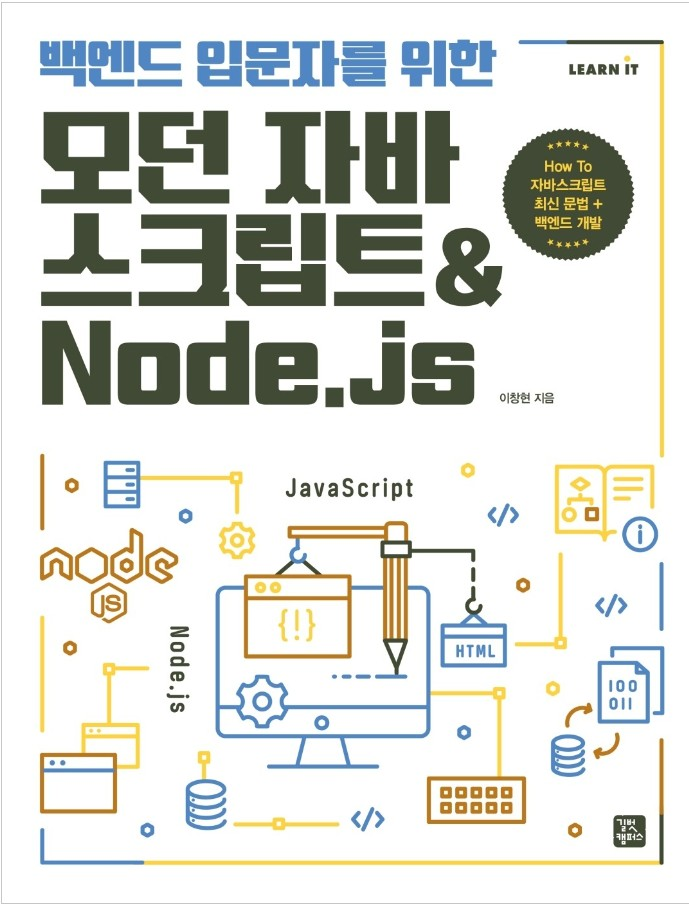 백엔드 입문자를 위한
LEARN iT
모던 자바
스크립트&
Node.js
How To
자바스크립트
최신 문법 +
백엔드 개발
이창현 지음
JavaScript
node
JS
</>
i
{!}
HTML
</>
Node.js
100
011
</>
길벗
캠퍼스